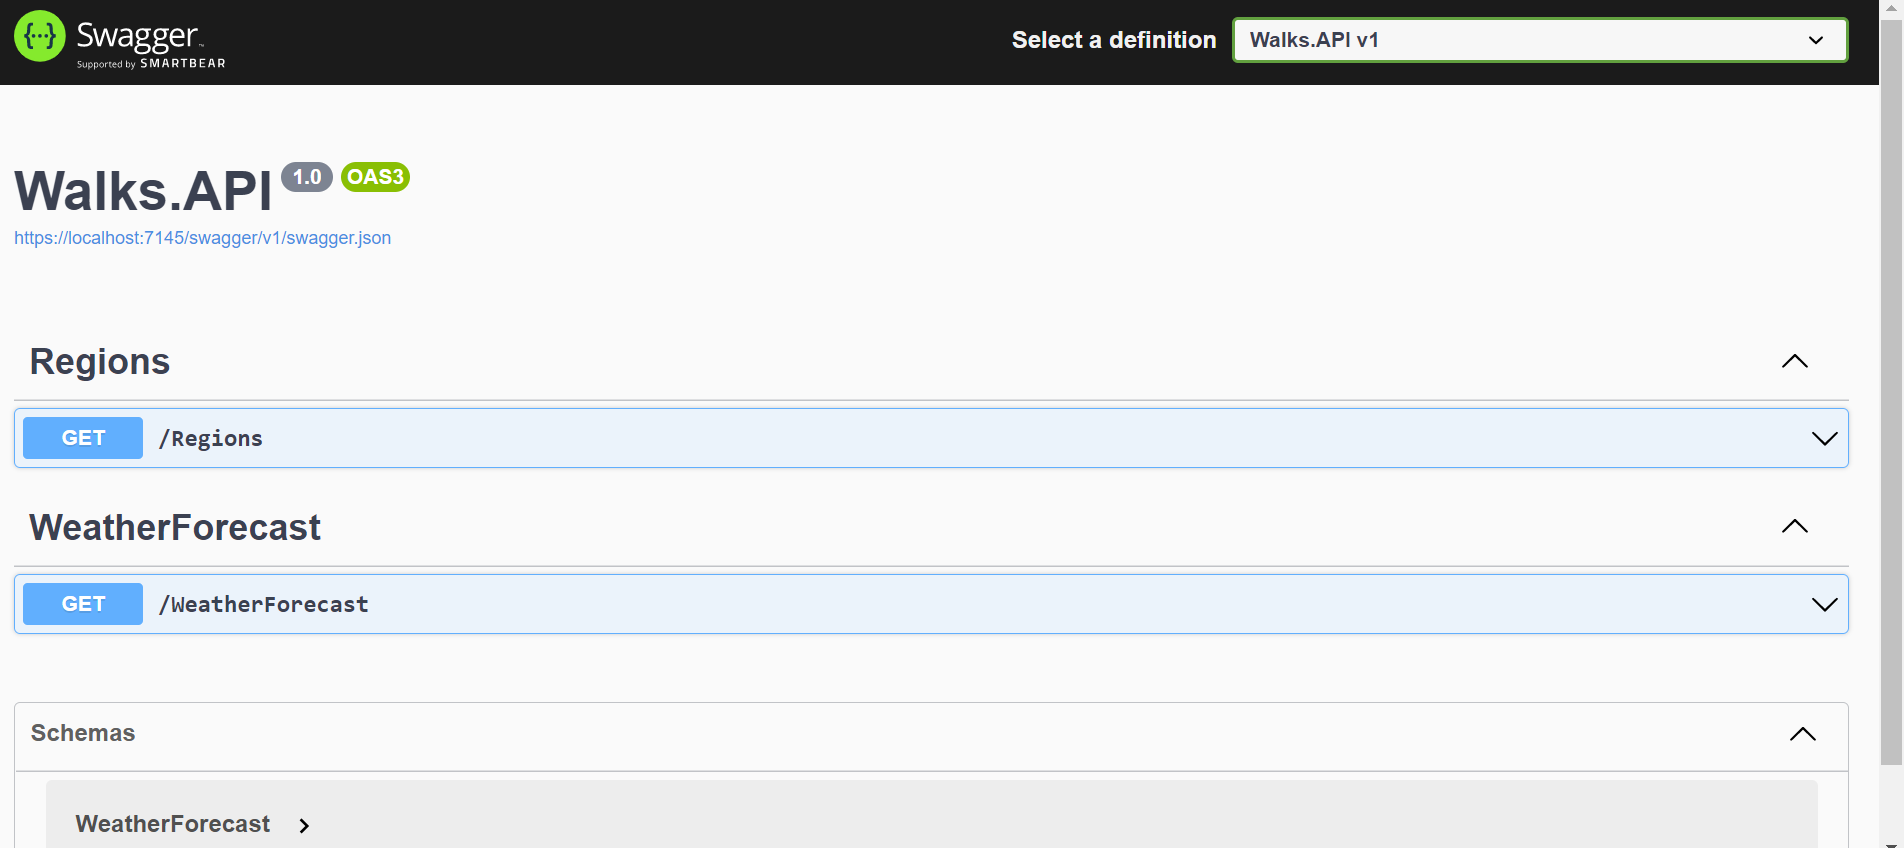 {···} Swagger™
Supported by SMARTBEAR
Select a definition
Walks.API v1
Walks.API 1.0 OAS3
https://localhost:7145/swagger/v1/swagger.json
Regions
GET /Regions
WeatherForecast
GET /WeatherForecast
Schemas
WeatherForecast